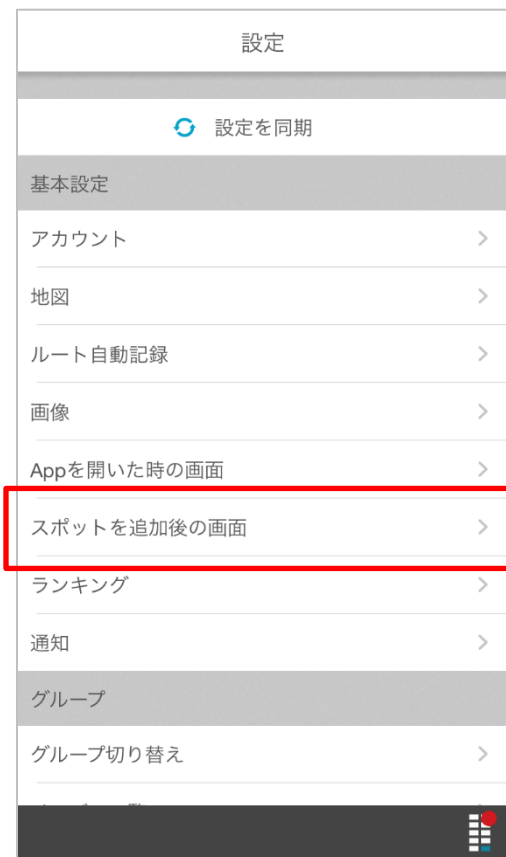 設定
設定を同期
基本設定
アカウント
地図
ルート自動記録
画像
Appを開いた時の画面
スポットを追加後の画面
ランキング
通知
グループ
グループ切り替え